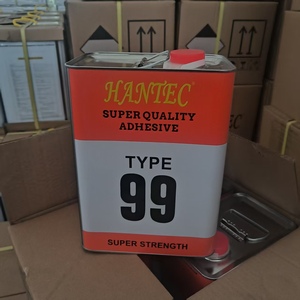 HANTEC
SUPER QUALITY
ADHESIVE
TYPE
99
SUPER STRENGTH